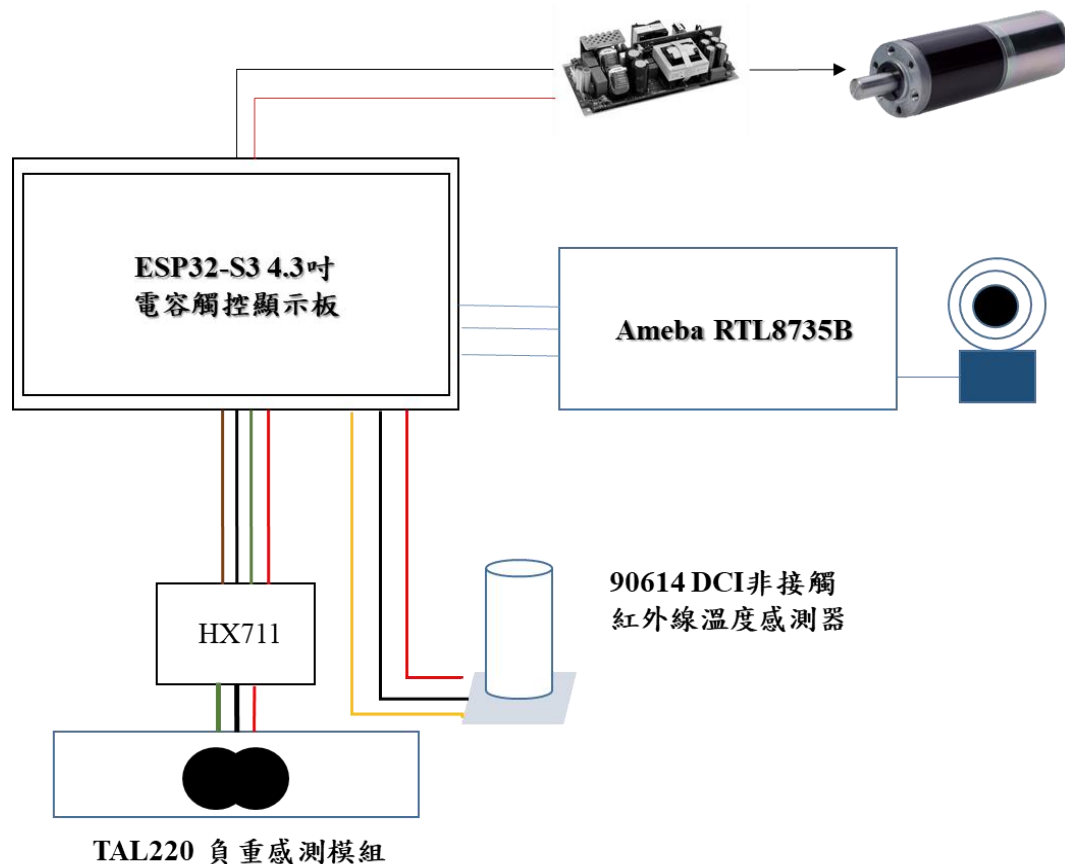 ESP32-S3 4.3吋
電容觸控顯示板
Ameba RTL8735B
90614 DCI非接觸
紅外線溫度感測器
HX711
TAL220 負重感測模組